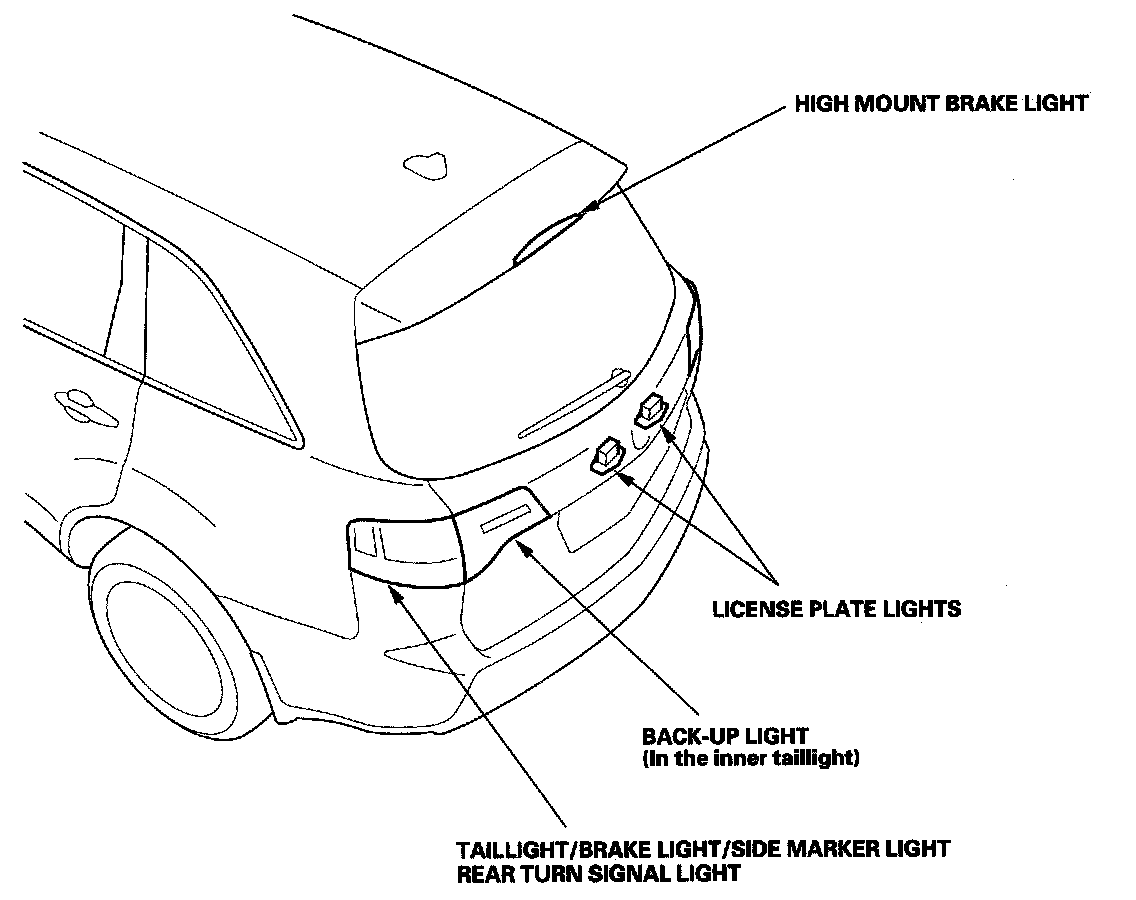 HIGH MOUNT BRAKE LIGHT
LICENSE PLATE LIGHTS
BACK-UP LIGHT
(In the inner taillight)
TAILLIGHT/BRAKE LIGHT/SIDE MARKER LIGHT
REAR TURN SIGNAL LIGHT